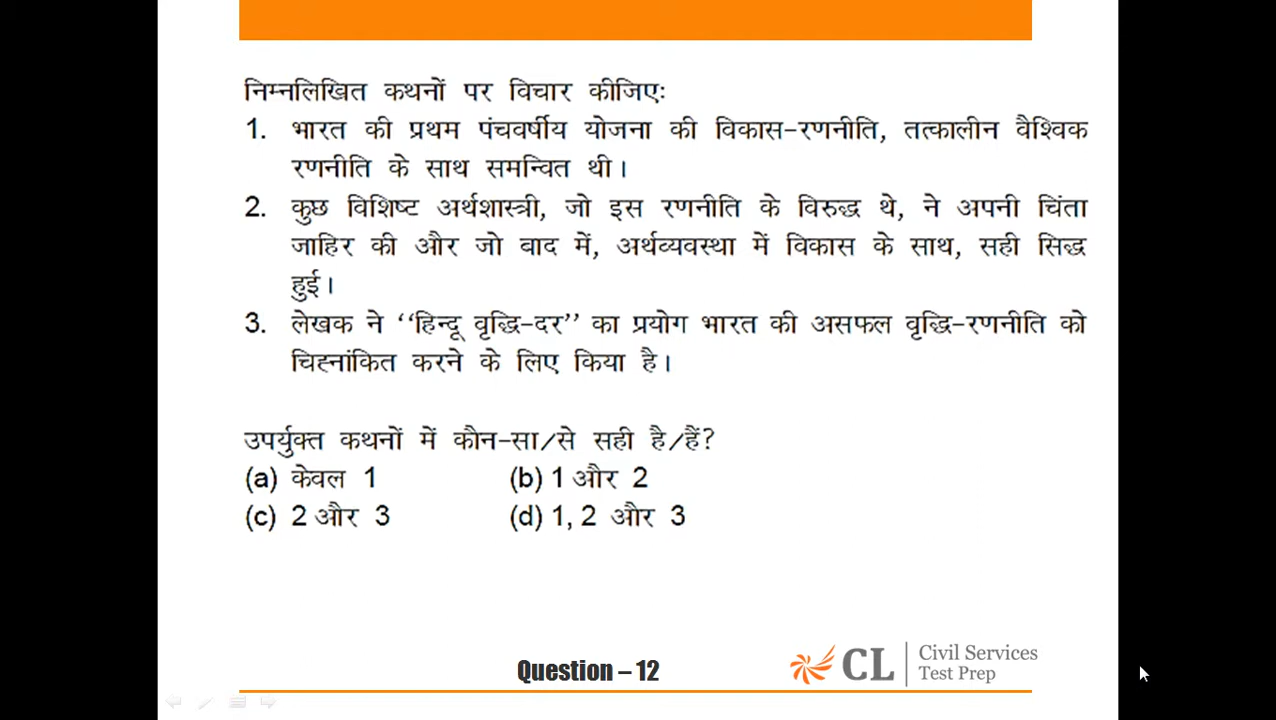 निम्नलिखित कथनों पर विचार कीजिएः
1. भारत की प्रथम पंचवर्षीय योजना की विकास-रणनीति, तत्कालीन वैश्विक
रणनीति के साथ समन्वित थी।
2. कुछ विशिष्ट अर्थशास्त्री, जो इस रणनीति के विरुद्ध थे, ने अपनी चिंता
जाहिर की और जो बाद में, अर्थव्यवस्था में विकास के साथ, सही सिद्ध
हुई।
3. लेखक ने ‘‘हिन्दू वृद्धि-दर’’ का प्रयोग भारत की असफल वृद्धि-रणनीति को
चिह्नांकित करने के लिए किया है।
उपर्युक्त कथनों में कौन-सा/से सही है/हैं?
(a) केवल 1 (b) 1 और 2
(c) 2 और 3 (d) 1, 2 और 3
Question – 12
CL Civil Services
Test Prep